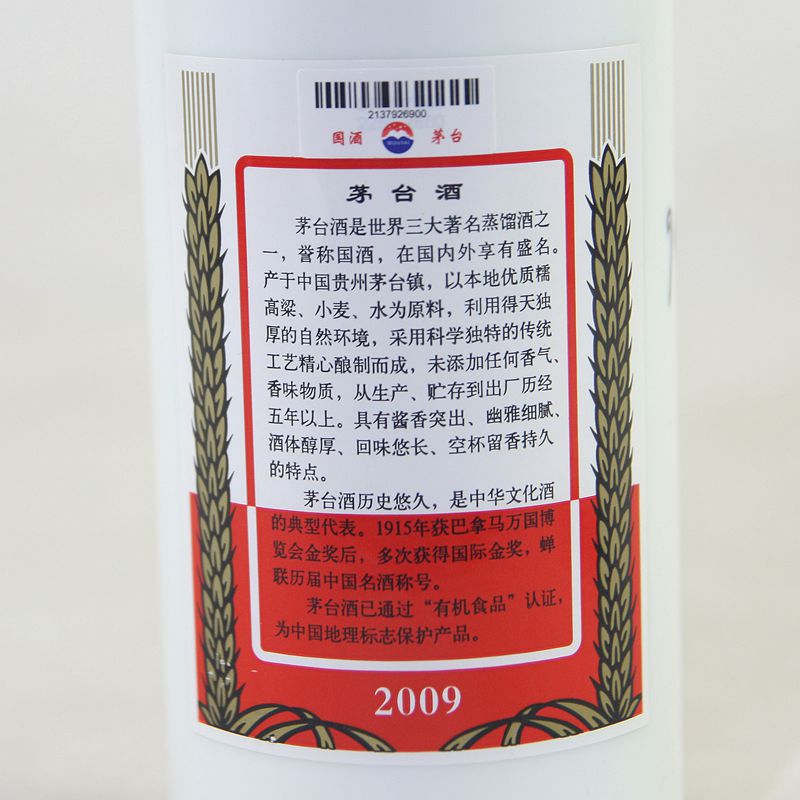 2137926900
国酒 MOUTAI 茅台
茅台酒
茅台酒是世界三大著名蒸馏酒之
一，誉称国酒，在国内外享有盛名。
产于中国贵州茅台镇，以本地优质糯
高粱、小麦、水为原料，利用得天独
厚的自然环境，采用科学独特的传统
工艺精心酿制而成，未添加任何香气、
香味物质，从生产、贮存到出厂历经
五年以上。具有酱香突出、幽雅细腻、
酒体醇厚、回味悠长、空杯留香持久
的特点。
茅台酒历史悠久，是中华文化酒
的典型代表。1915年获巴拿马万国博
览会金奖后，多次获得国际金奖，蝉
联历届中国名酒称号。
茅台酒已通过“有机食品”认证，
为中国地理标志保护产品。
2009